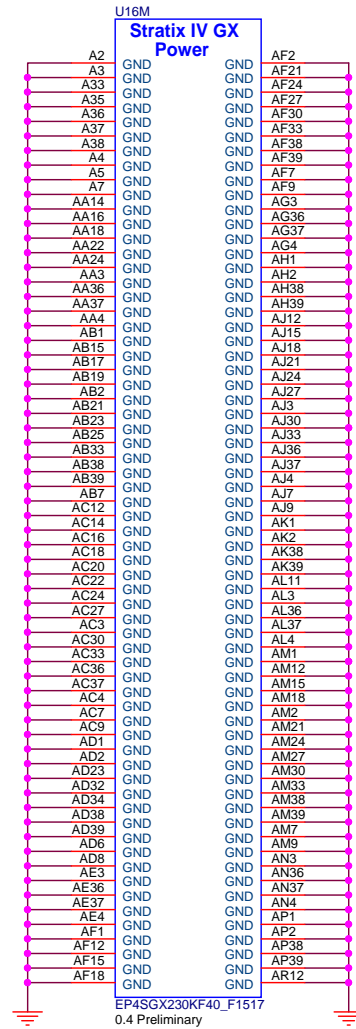 U16M
Stratix IV GX
Power
A2 GND GND AF2
A3 GND GND AF21
A33 GND GND AF24
A35 GND GND AF27
A36 GND GND AF30
A37 GND GND AF33
A38 GND GND AF38
A4 GND GND AF39
A5 GND GND AF7
A7 GND GND AF9
AA14 GND GND AG3
AA16 GND GND AG36
AA18 GND GND AG37
AA22 GND GND AG4
AA24 GND GND AH1
AA3 GND GND AH2
AA36 GND GND AH38
AA37 GND GND AH39
AA4 GND GND AJ12
AB1 GND GND AJ15
AB15 GND GND AJ18
AB17 GND GND AJ21
AB19 GND GND AJ24
AB2 GND GND AJ27
AB21 GND GND AJ3
AB23 GND GND AJ30
AB25 GND GND AJ33
AB33 GND GND AJ36
AB38 GND GND AJ37
AB39 GND GND AJ4
AB7 GND GND AJ7
AC12 GND GND AJ9
AC14 GND GND AK1
AC16 GND GND AK2
AC18 GND GND AK38
AC20 GND GND AK39
AC22 GND GND AL11
AC24 GND GND AL3
AC27 GND GND AL36
AC3 GND GND AL37
AC30 GND GND AL4
AC33 GND GND AM1
AC36 GND GND AM12
AC37 GND GND AM15
AC4 GND GND AM18
AC7 GND GND AM2
AC9 GND GND AM21
AD1 GND GND AM24
AD2 GND GND AM27
AD23 GND GND AM30
AD32 GND GND AM33
AD34 GND GND AM38
AD38 GND GND AM39
AD39 GND GND AM7
AD6 GND GND AM9
AD8 GND GND AN3
AE3 GND GND AN36
AE36 GND GND AN37
AE37 GND GND AN4
AE4 GND GND AP1
AF1 GND GND AP2
AF12 GND GND AP38
AF15 GND GND AP39
AF18 GND GND AR12
EP4SGX230KF40_F1517
0.4 Preliminary